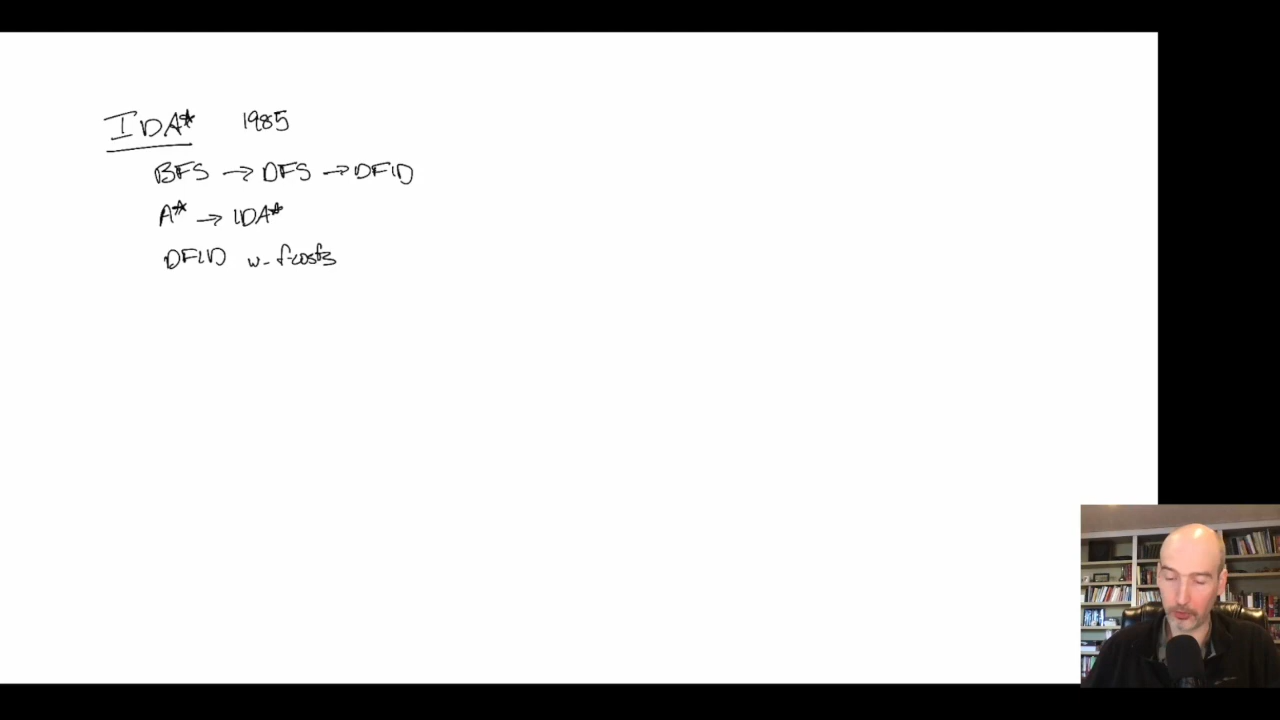 IDA* 1985
BFS → DFS → DFID
A* → IDA*
DFID w- f-costs